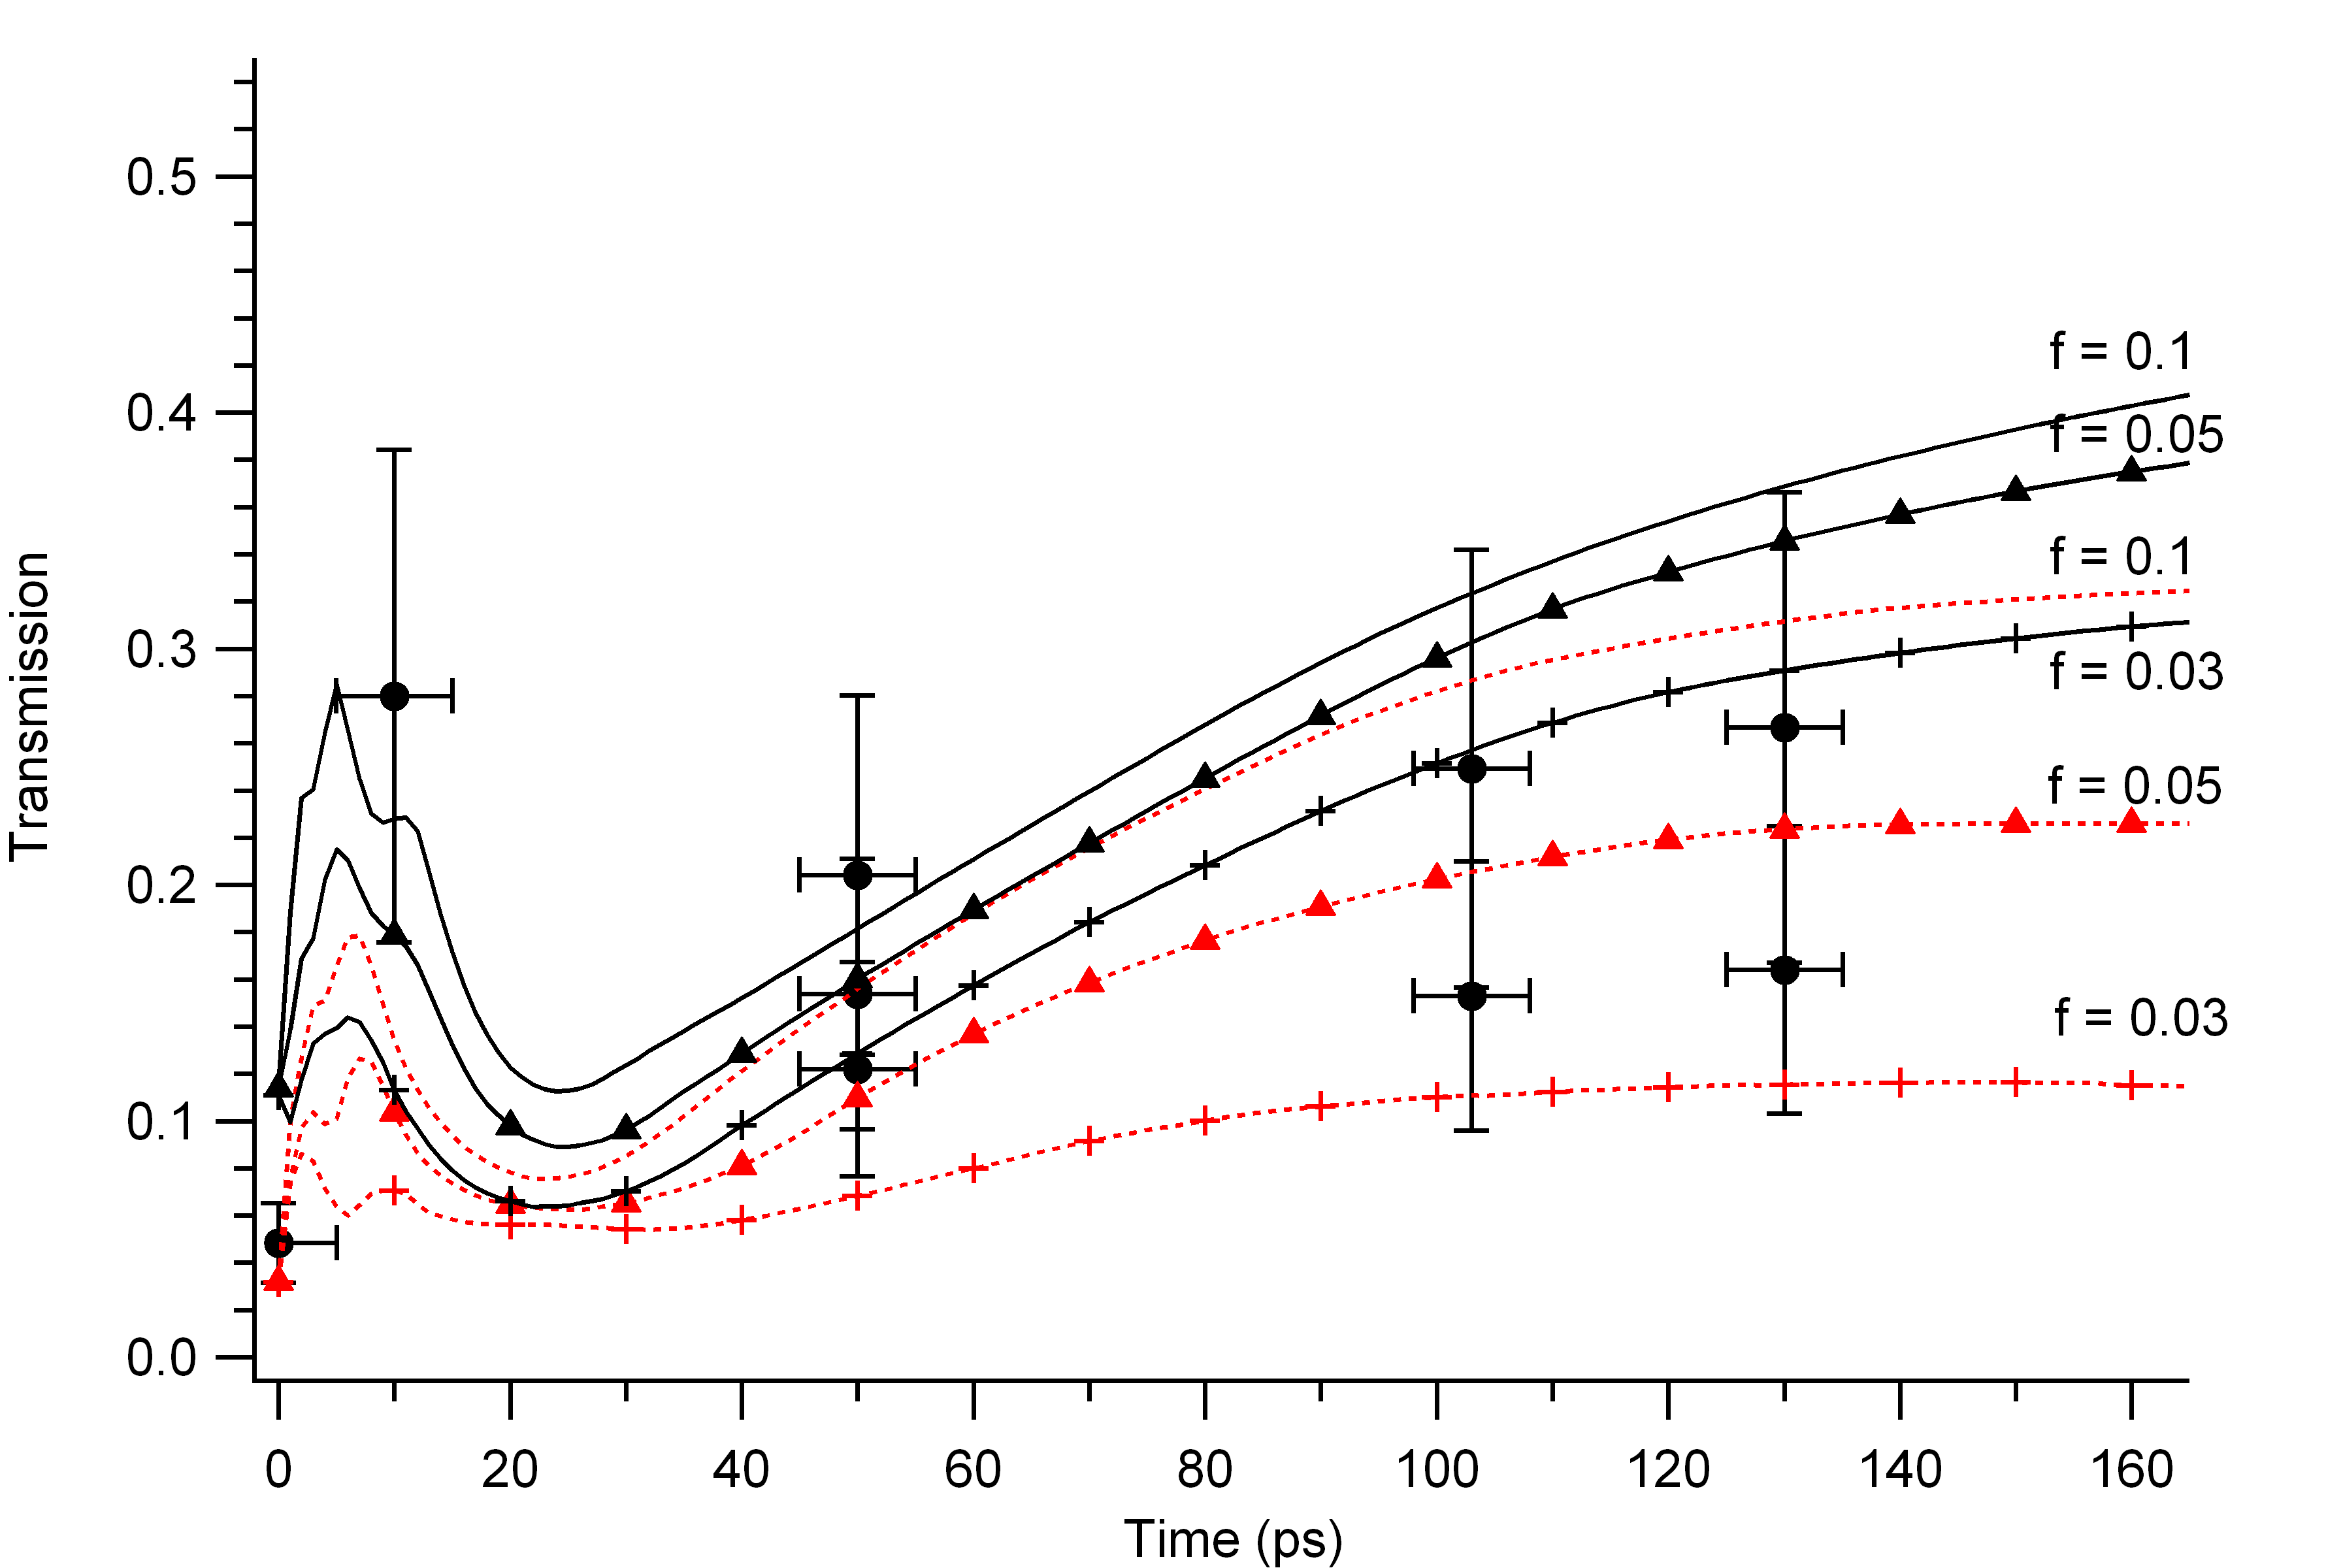 0.5
0.4
0.3
0.2
0.1
0.0
Transmission
f = 0.1
f = 0.05
f = 0.1
f = 0.03
f = 0.05
f = 0.03
0 20 40 60 80 100 120 140 160
Time (ps)